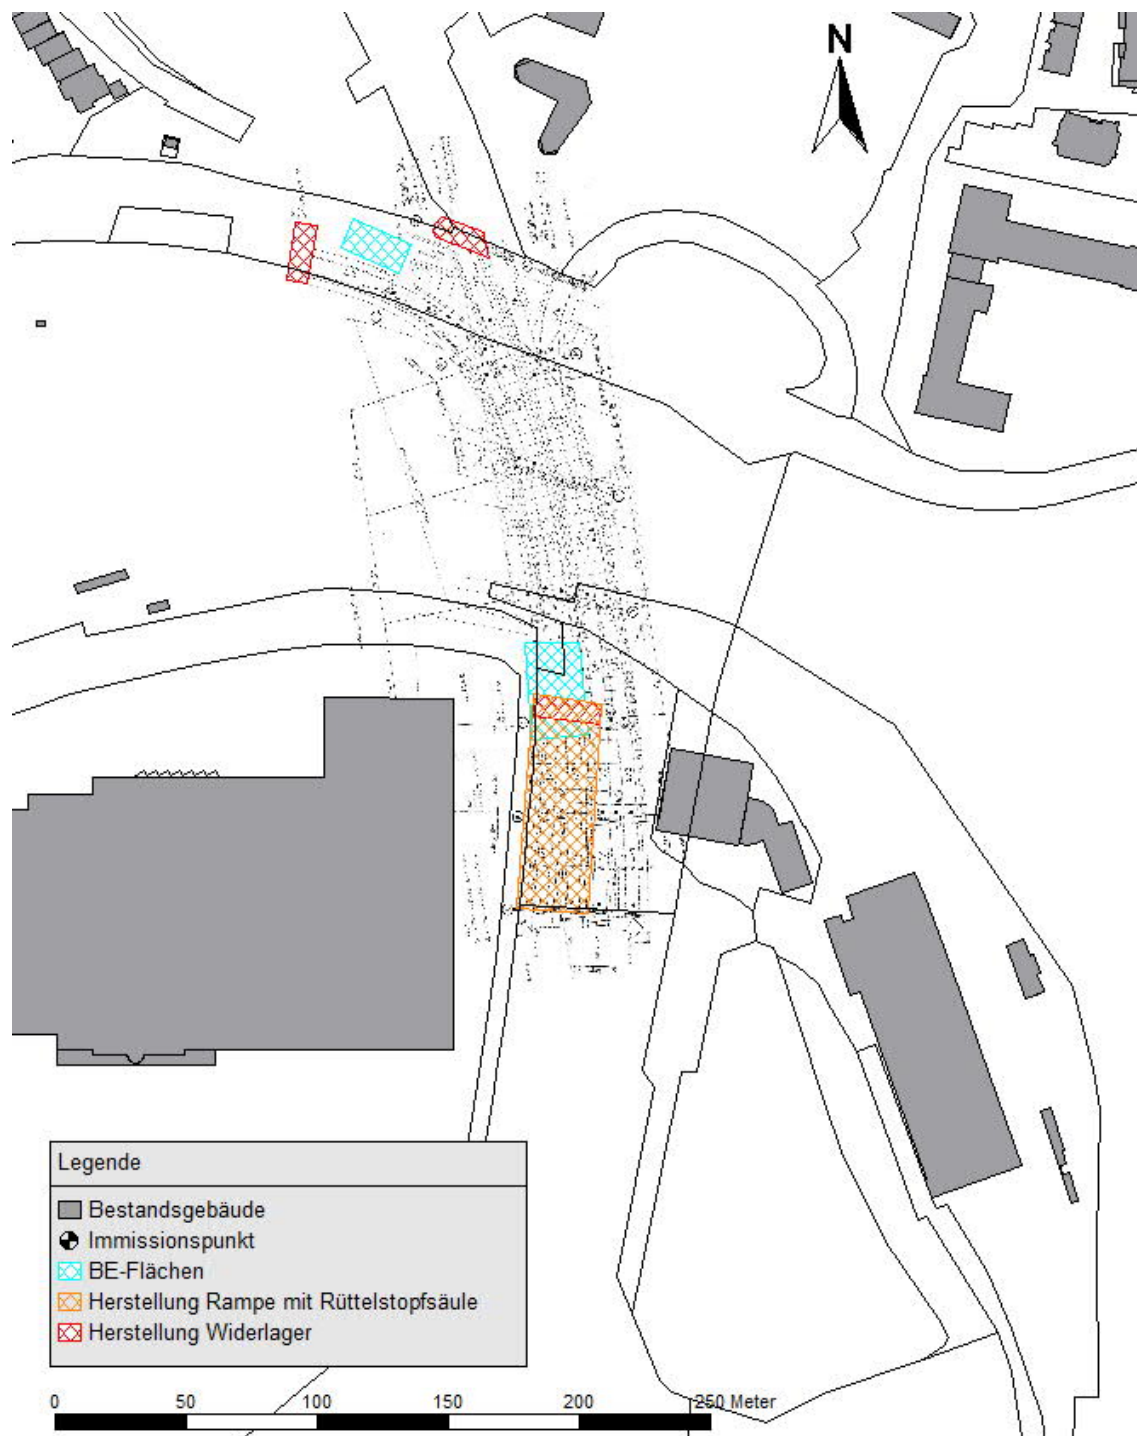 N
Legende
Bestandsgebäude
Immissionspunkt
BE-Flächen
Herstellung Rampe mit Rüttelstopfsäule
Herstellung Widerlager
0 50 100 150 200 250 Meter